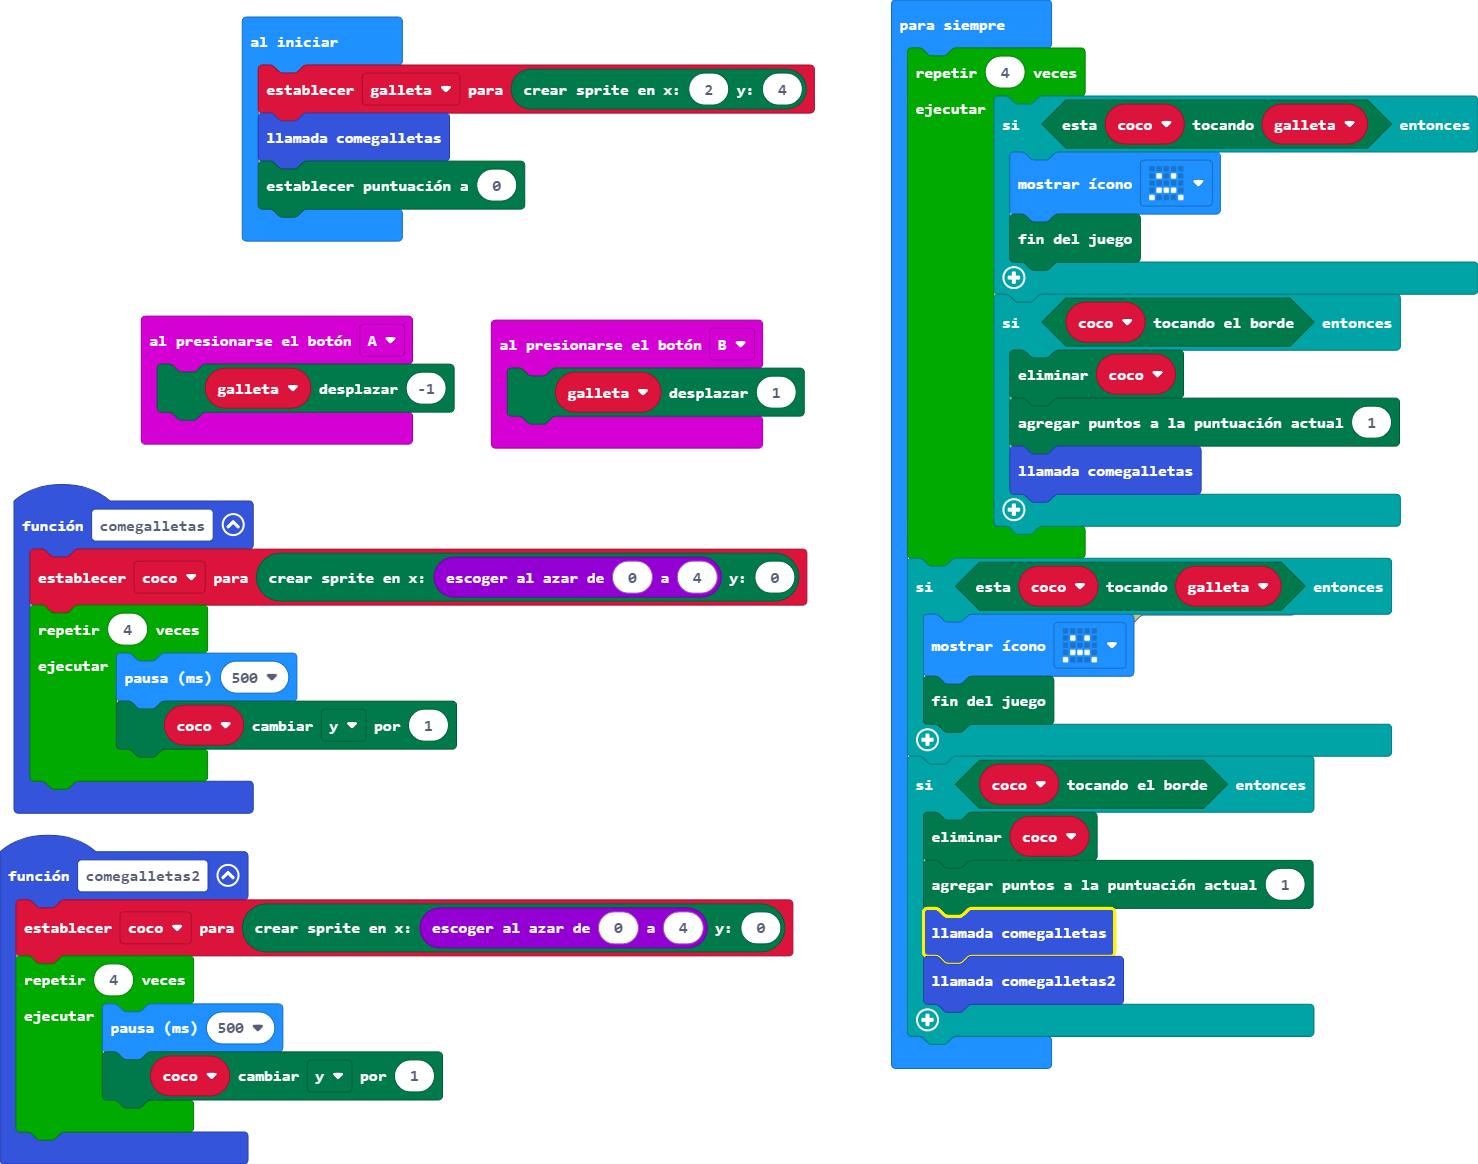 al iniciar
establecer galleta para crear sprite en x: 2 y: 4
llamada comegalletas
establecer puntuación a 0
al presionarse el botón A
galleta desplazar -1
al presionarse el botón B
galleta desplazar 1
función comegalletas
establecer coco para crear sprite en x: escoger al azar de 0 a 4 y: 0
repetir 4 veces
ejecutar
pausa (ms) 500
coco cambiar y por 1
función comegalletas2
establecer coco para crear sprite en x: escoger al azar de 0 a 4 y: 0
repetir 4 veces
ejecutar
pausa (ms) 500
coco cambiar y por 1
para siempre
repetir 4 veces
ejecutar
si esta coco tocando galleta entonces
mostrar ícono
fin del juego
si coco tocando el borde entonces
eliminar coco
agregar puntos a la puntuación actual 1
llamada comegalletas
si esta coco tocando galleta entonces
mostrar ícono
fin del juego
si coco tocando el borde entonces
eliminar coco
agregar puntos a la puntuación actual 1
llamada comegalletas
llamada comegalletas2